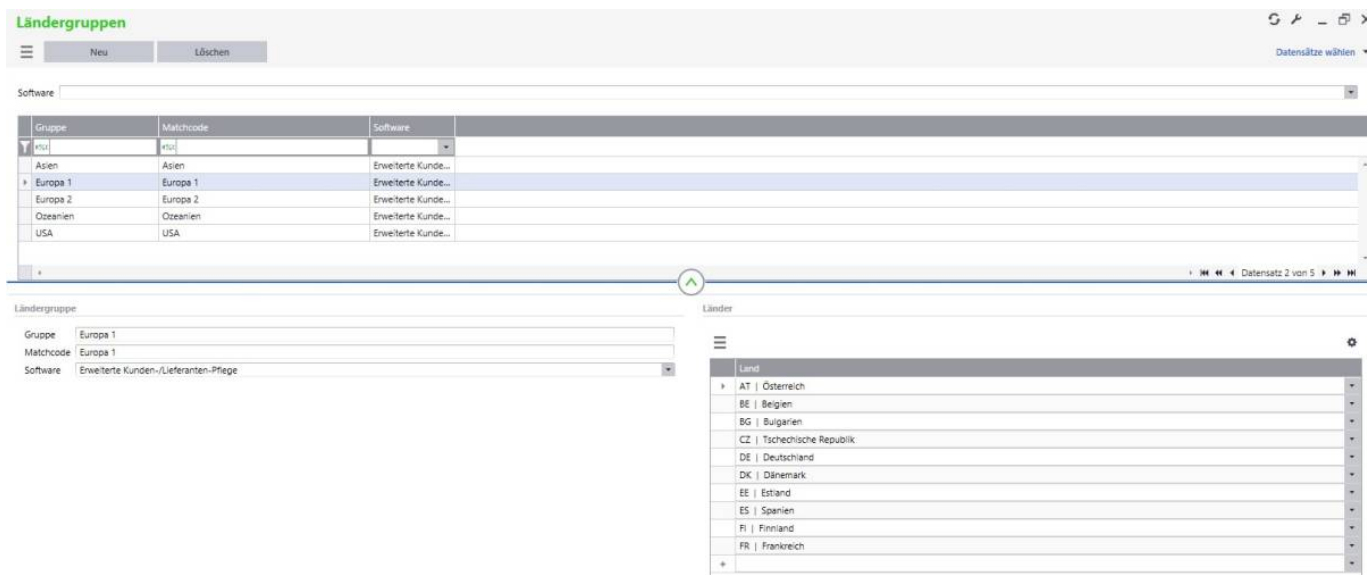 Ländergruppen
Neu Löschen Datensätze wählen
Software
Gruppe Matchcode Software
Asien Asien Erweiterte Kunde...
Europa 1 Europa 1 Erweiterte Kunde...
Europa 2 Europa 2 Erweiterte Kunde...
Ozeanien Ozeanien Erweiterte Kunde...
USA USA Erweiterte Kunde...
Datensatz 2 von 5
Ländergruppe
Gruppe Europa 1
Matchcode Europa 1
Software Erweiterte Kunden-/Lieferanten-Pflege
Länder
Land
AT | Österreich
BE | Belgien
BG | Bulgarien
CZ | Tschechische Republik
DE | Deutschland
DK | Dänemark
EE | Estland
ES | Spanien
FI | Finnland
FR | Frankreich